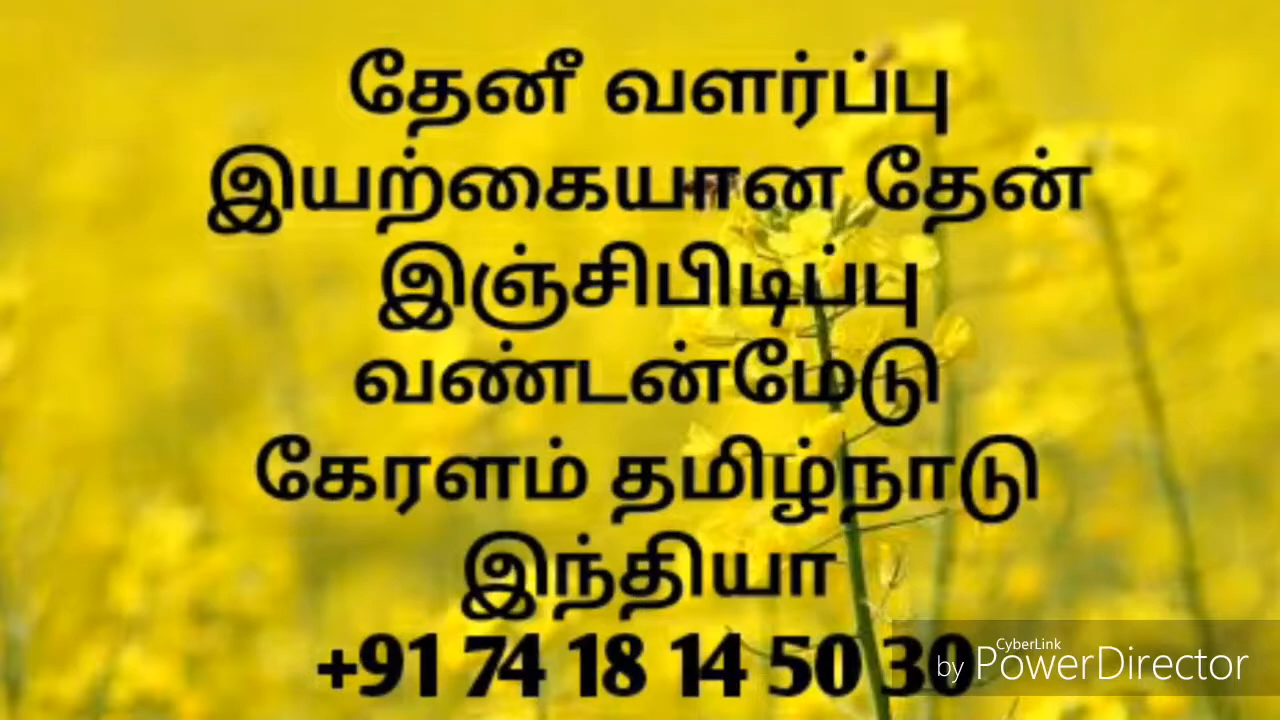 தேனீ வளர்ப்பு
இயற்கையான தேன்
இஞ்சிபிடிப்பு
வண்டன்மேடு
கேரளம் தமிழ்நாடு
இந்தியா
+91 74 18 14 50 30
CyberLink
by PowerDirector